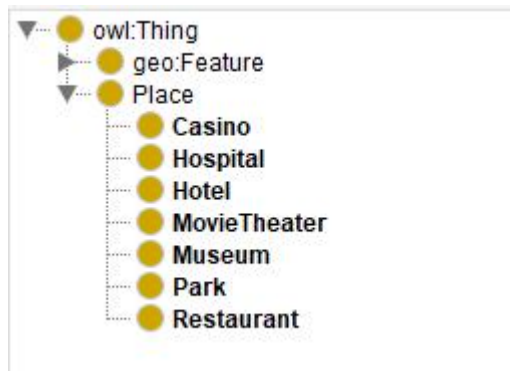 owl:Thing
geo:Feature
Place
Casino
Hospital
Hotel
MovieTheater
Museum
Park
Restaurant